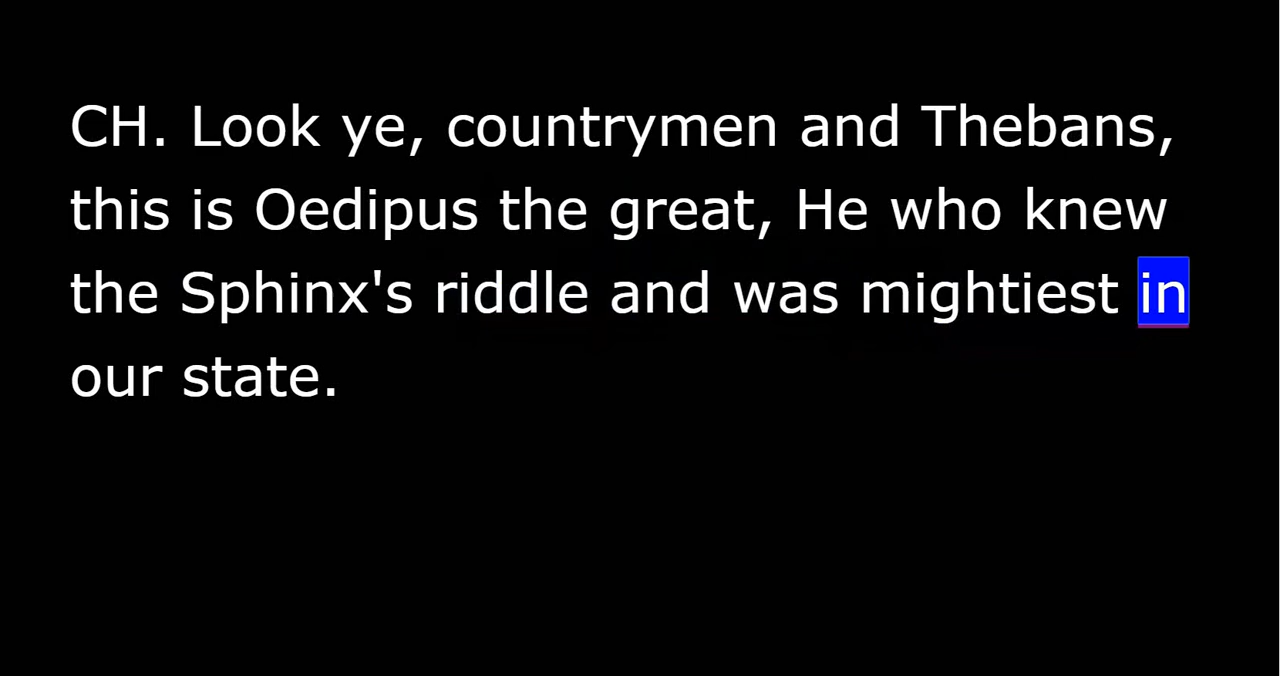 CH. Look ye, countrymen and Thebans,
this is Oedipus the great, He who knew
the Sphinx's riddle and was mightiest in
our state.